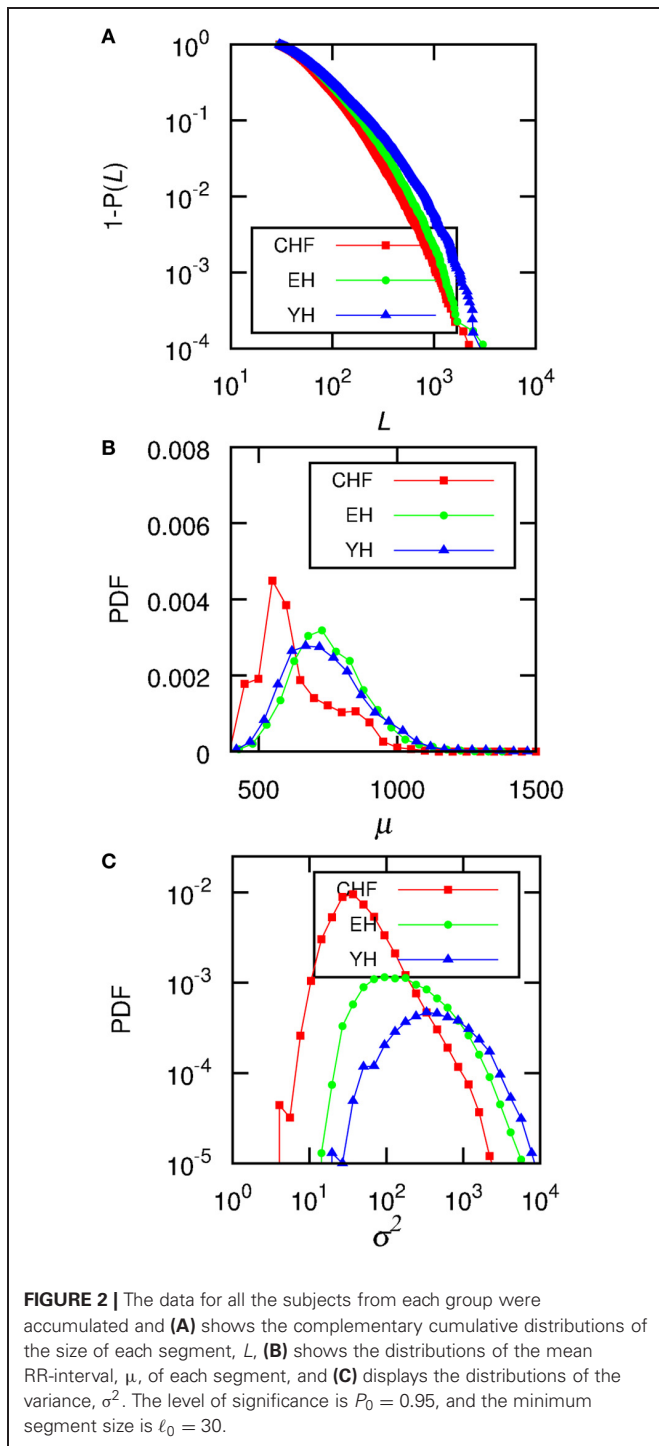 A
10^0
10^-1
10^-2
10^-3
10^-4
1-P(L)
CHF
EH
YH
10^1 10^2 10^3 10^4
L
B
0.008
0.006
0.004
0.002
0
PDF
CHF
EH
YH
500 1000 1500
μ
C
10^-2
10^-3
10^-4
10^-5
PDF
CHF
EH
YH
10^0 10^1 10^2 10^3 10^4
σ^2
FIGURE 2 | The data for all the subjects from each group were
accumulated and (A) shows the complementary cumulative distributions of
the size of each segment, L, (B) shows the distributions of the mean
RR-interval, μ, of each segment, and (C) displays the distributions of the
variance, σ^2. The level of significance is P_0 = 0.95, and the minimum
segment size is ℓ_0 = 30.